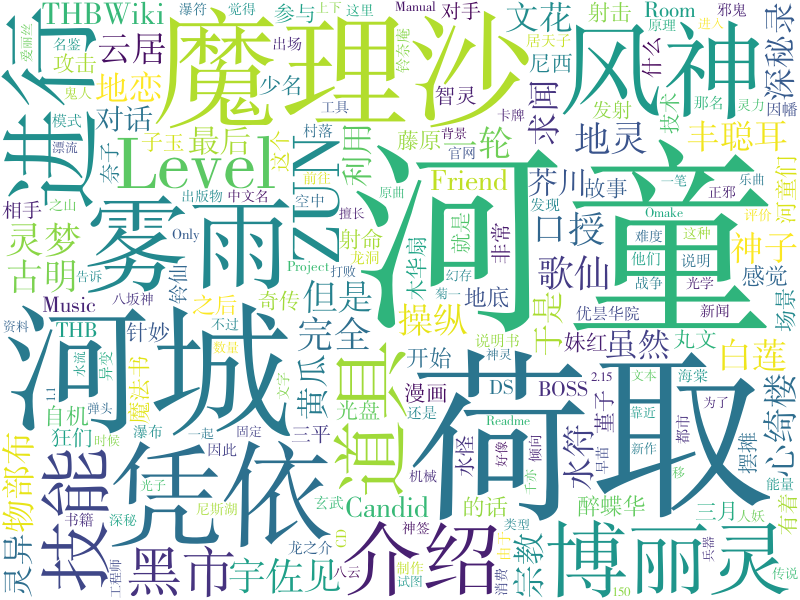 瀑符
觉得
参与
对手
这里
Manual
上下
Room
居天子
原理
进入
邪鬼
爱丽丝
名鉴
THBWiki
云居
攻击
鬼人
出场
铃奈庵
射击
文花
尼西
什么
深秘录
因幡
进行
魔理沙
风神
地恋
少名
智灵
求闻
发射
技术
那名
灵力
模式
工具
卡牌
背景
对话
地灵
丰聪耳
漂流
奈子
子玉
最后
这个
村落
官网
藤原
一轮
Level
ZUN
利用
Friend
芥川
故事
一笔
正邪
乐曲
相手
出版物
中文名
前往
原曲
擅长
发现
Omake
评价
河童们
之山
空中
河童
雾雨
灵梦
Only
射命
龙洞
就是
非常
口授
难度
这种
神子
古明
告诉
Project
打败
水华扇
幻存
他们
说明
感觉
铃仙
歌仙
战争
光学
Music
八坂神
之后
奇传
但是
菊一
地底
优昙华院
新闻
场景
资料
THB
不过
针妙
完全
操纵
于是
白莲
数量
说明书
妹红
虽然
丸文
河城
水流
异变
魔法书
黄瓜
道具
开始
神灵
荷取
1.1
文字
漫画
DS
BOSS
2.15
海棠
文本
心绮楼
弹头
自机
光盘
还是
Readme
堇子
靠近
为了
狂们
瀑布
一起
固定
三平
水怪
好像
倾向
水符
都市
摆摊
时候
因此
早苗
新作
物部布
凭依
技能
光子
机械
千亦
移
能量
书籍
尼斯湖
玄武
Candid
的话
醉蝶华
三月
有着
人妖
灵异
深秘
龙之介
神签
类型
工程师
黑市
宇佐见
CD
八云
介绍
制作
试图
消费
由于
宗教
兵器
150
博丽灵
传说